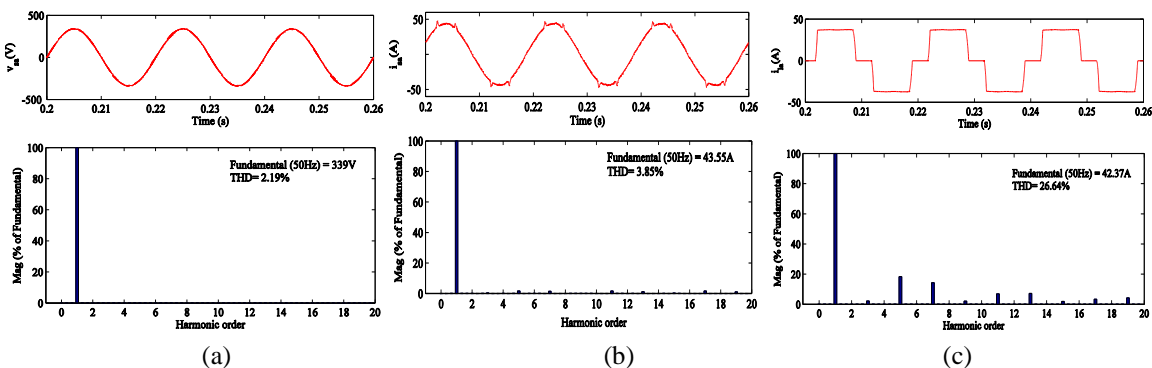 500
0
-500
v_sa(V)
0.2 0.21 0.22 0.23 0.24 0.25 0.26
Time (s)
100
80
60
40
20
0
Mag (% of Fundamental)
Fundamental (50Hz) = 339V
THD= 2.19%
0 2 4 6 8 10 12 14 16 18 20
Harmonic order
(a)
50
0
-50
i_sa(A)
0.2 0.21 0.22 0.23 0.24 0.25 0.26
Time (s)
100
80
60
40
20
0
Mag (% of Fundamental)
Fundamental (50Hz) = 43.55A
THD= 3.85%
0 2 4 6 8 10 12 14 16 18 20
Harmonic order
(b)
50
0
-50
i_la(A)
0.2 0.21 0.22 0.23 0.24 0.25 0.26
Time (s)
100
80
60
40
20
0
Mag (% of Fundamental)
Fundamental (50Hz) = 42.37A
THD= 26.64%
0 2 4 6 8 10 12 14 16 18 20
Harmonic order
(c)